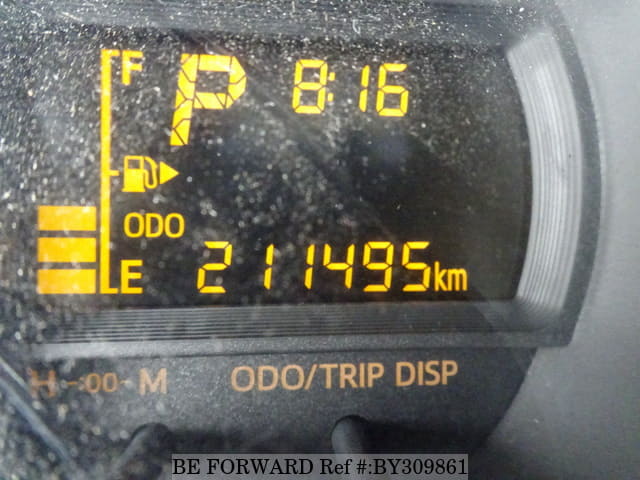 F P 8:16
ODO
E 211495km
H -:00- M ODO/TRIP DISP
BE FORWARD Ref #:BY309861